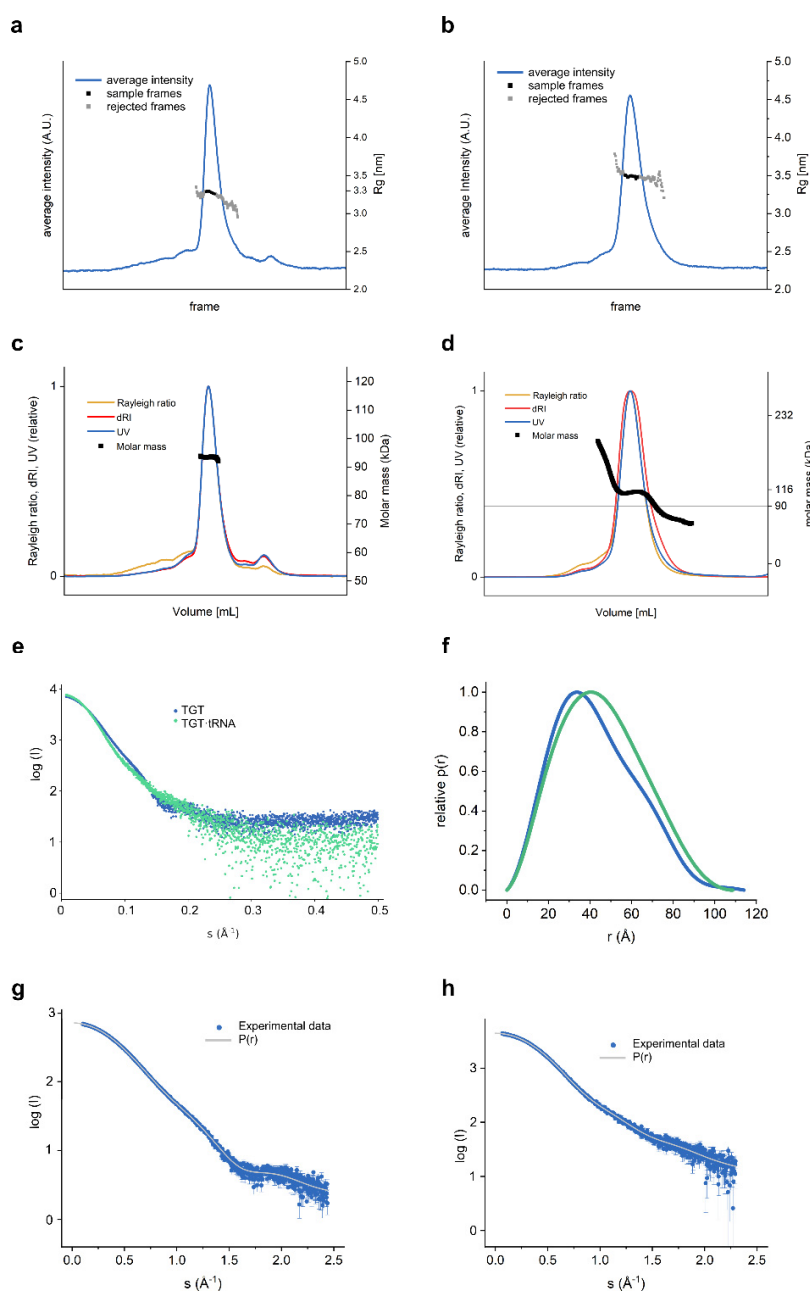 a
average intensity
sample frames
rejected frames
average intensity (A.U.)
5.0
4.5
4.0
3.5
3.3
3.0
2.5
2.0
Rg [nm]
frame
b
average intensity
sample frames
rejected frames
average Intensity (A.U.)
5.0
4.5
4.0
3.5
3.0
2.5
2.0
Rg [nm]
frame
c
Rayleigh ratio
dRI
UV
Molar mass
Rayleigh ratio, dRI, UV (relative)
1
0
120
110
100
90
80
70
60
50
Molar mass (kDa)
Volume [mL]
d
Rayleigh ratio
dRI
UV
Molar mass
Rayleigh ratio, dRI, UV (relative)
1
0
232
116
90
0
molar mass (kDa)
Volume [mL]
e
TGT
TGT·tRNA
log (I)
4
3
2
1
0
0
0.1
0.2
0.3
0.4
0.5
s (Å⁻¹)
f
relative p(r)
1.0
0.8
0.6
0.4
0.2
0.0
0
20
40
60
80
100
120
r (Å)
g
Experimental data
P(r)
log (I)
3
2
1
0
0.0
0.5
1.0
1.5
2.0
2.5
s (Å⁻¹)
h
Experimental data
P(r)
log (I)
4
3
2
1
0
0.0
0.5
1.0
1.5
2.0
2.5
s (Å⁻¹)